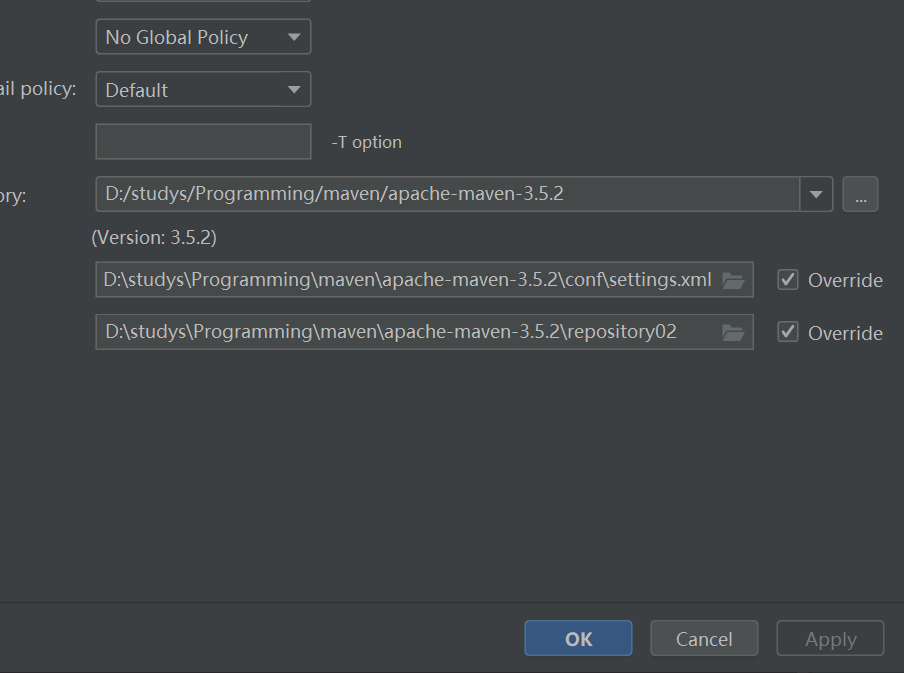 No Global Policy
ail policy:
Default
-T option
ory:
D:/studys/Programming/maven/apache-maven-3.5.2
...
(Version: 3.5.2)
D:\studys\Programming\maven\apache-maven-3.5.2\conf\settings.xml
Override
D:\studys\Programming\maven\apache-maven-3.5.2\repository02
Override
OK
Cancel
Apply